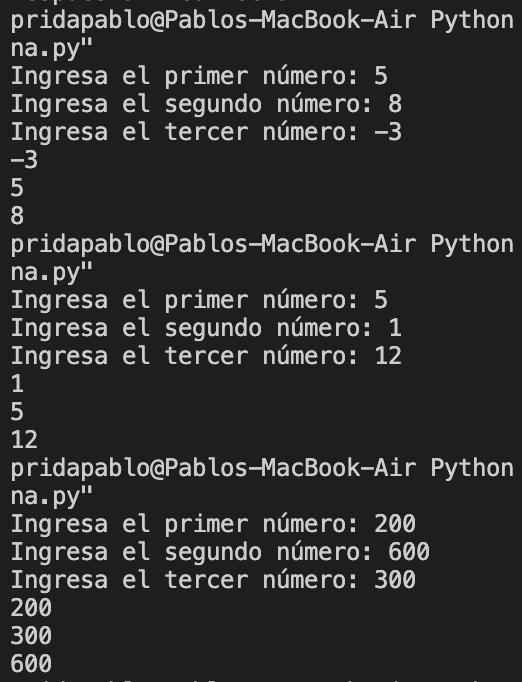 pridapablo@Pablos-MacBook-Air Python
na.py"
Ingresa el primer número: 5
Ingresa el segundo número: 8
Ingresa el tercer número: -3
-3
5
8
pridapablo@Pablos-MacBook-Air Python
na.py"
Ingresa el primer número: 5
Ingresa el segundo número: 1
Ingresa el tercer número: 12
1
5
12
pridapablo@Pablos-MacBook-Air Python
na.py"
Ingresa el primer número: 200
Ingresa el segundo número: 600
Ingresa el tercer número: 300
200
300
600